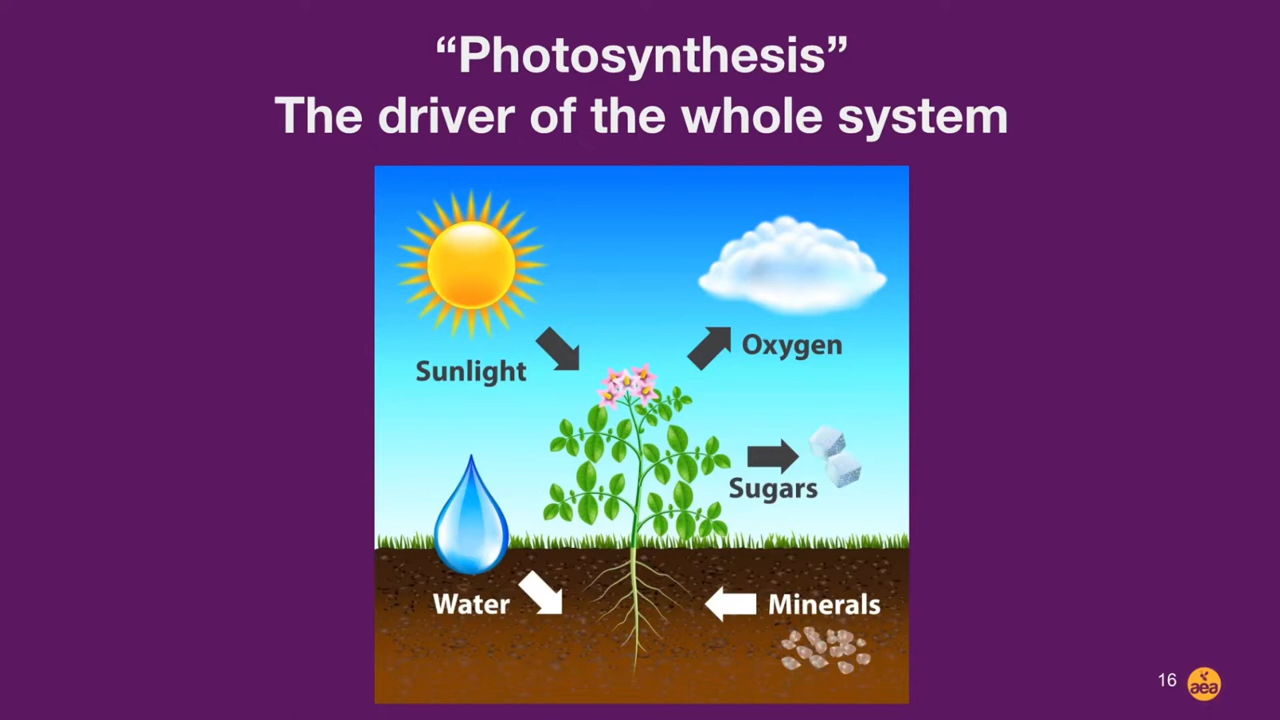 “Photosynthesis”
The driver of the whole system
Sunlight
Oxygen
Sugars
Water
Minerals
16
aea